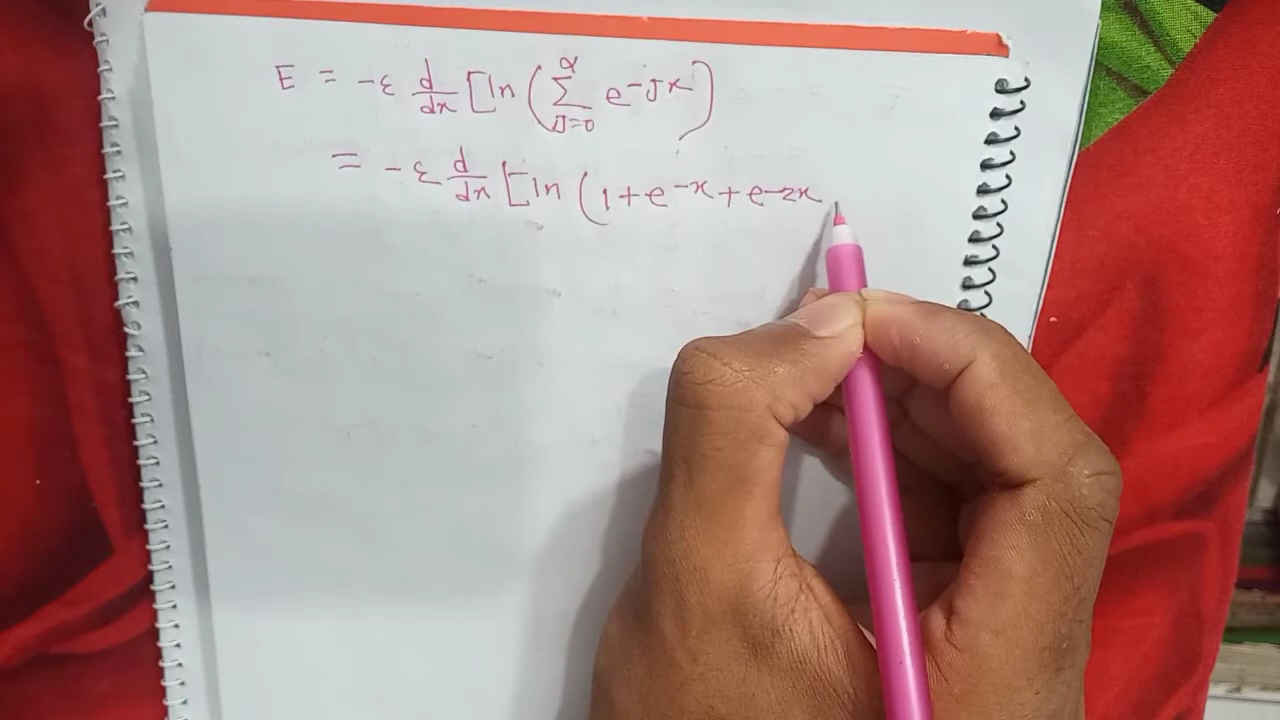 E = -ε d/dx [ln (∑_{J=0}^{α} e^{-Jx})
= -ε d/dx [ln (1+e^{-x}+e^{-2x}